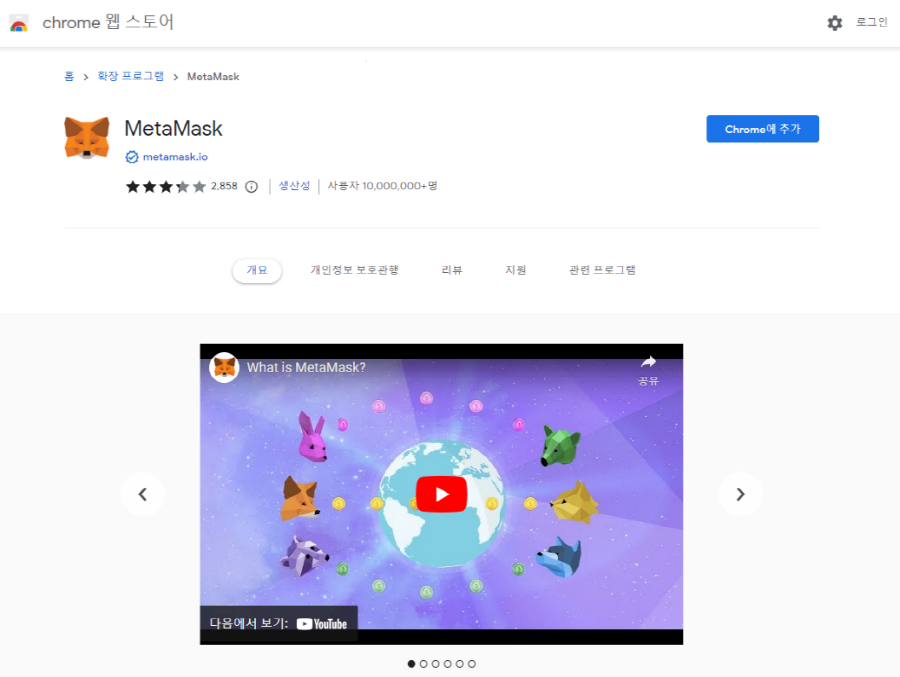 chrome 웹 스토어
로그인
홈 > 확장 프로그램 > MetaMask
MetaMask
Chrome에 추가
metamask.io
2,858 생산성 사용자 10,000,000+명
개요 개인정보 보호관행 리뷰 지원 관련 프로그램
What is MetaMask?
공유
다음에서 보기: YouTube